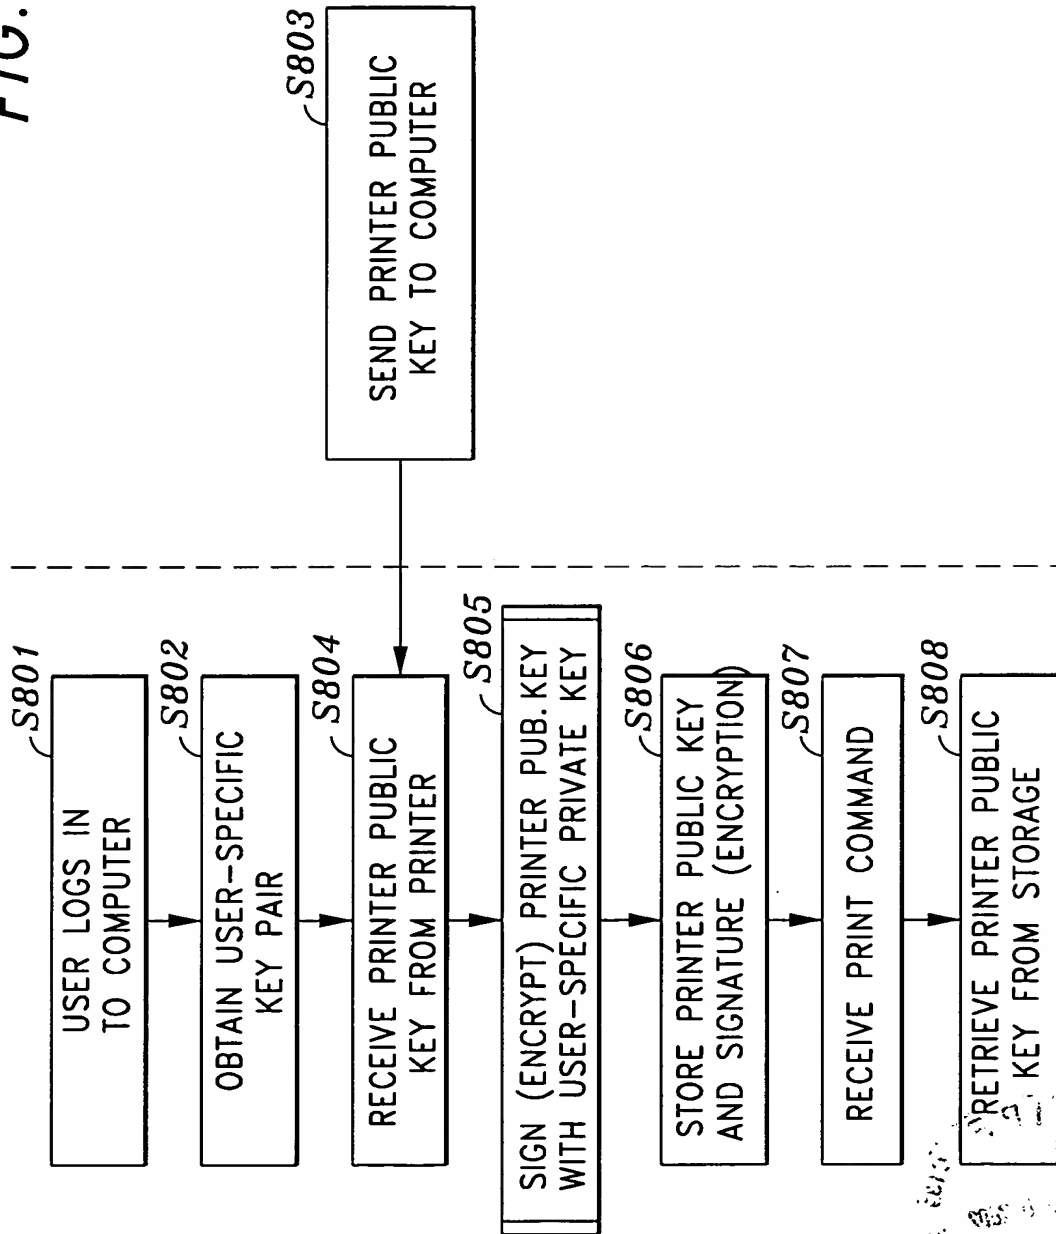 FIG.
S801
USER LOGS IN
TO COMPUTER
S802
OBTAIN USER-SPECIFIC
KEY PAIR
S803
SEND PRINTER PUBLIC
KEY TO COMPUTER
S804
RECEIVE PRINTER PUBLIC
KEY FROM PRINTER
S805
SIGN (ENCRYPT) PRINTER PUB. KEY
WITH USER-SPECIFIC PRIVATE KEY
S806
STORE PRINTER PUBLIC KEY
AND SIGNATURE (ENCRYPTION)
S807
RECEIVE PRINT COMMAND
S808
RETRIEVE PRINTER PUBLIC
KEY FROM STORAGE